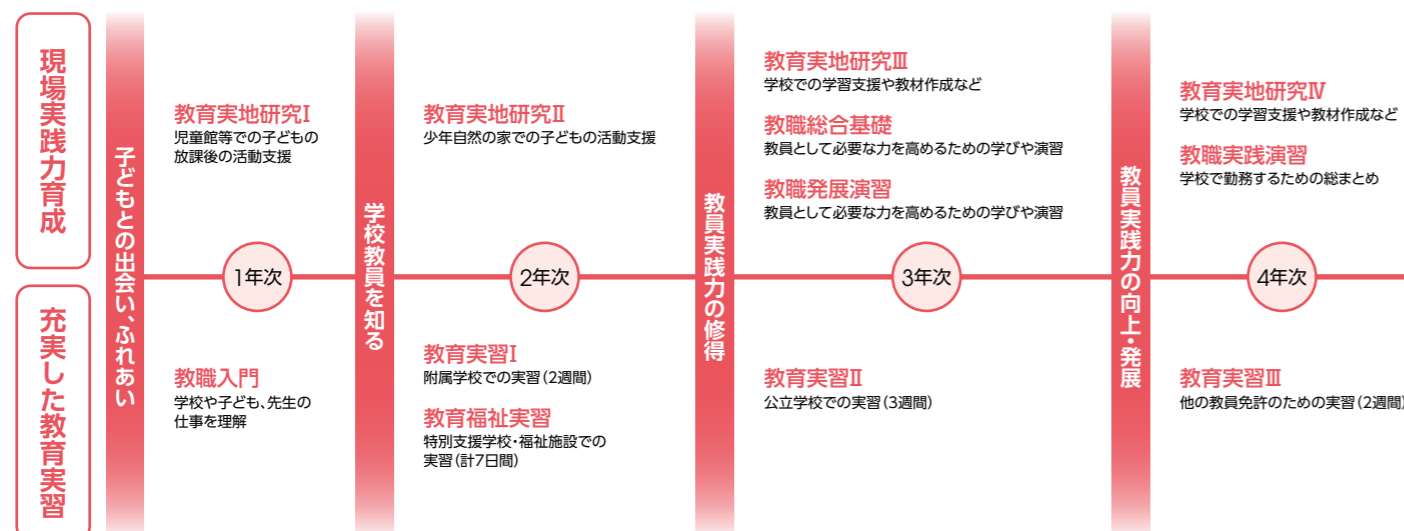 現場実践力育成
充実した教育実習
子どもとの出会い、ふれあい
教育実地研究Ⅰ
児童館等での子どもの
放課後の活動支援
1年次
教職入門
学校や子ども、先生の
仕事を理解
学校教員を知る
教育実地研究Ⅱ
少年自然の家での子どもの活動支援
2年次
教育実習Ⅰ
附属学校での実習(2週間)
教育福祉実習
特別支援学校・福祉施設での
実習(計7日間)
教員実践力の修得
教育実地研究Ⅲ
学校での学習支援や教材作成など
教職総合基礎
教員として必要な力を高めるための学びや演習
教職発展演習
教員として必要な力を高めるための学びや演習
3年次
教育実習Ⅱ
公立学校での実習(3週間)
教員実践力の向上・発展
教育実地研究Ⅳ
学校での学習支援や教材作成など
教職実践演習
学校で勤務するための総まとめ
4年次
教育実習Ⅲ
他の教員免許のための実習(2週間)